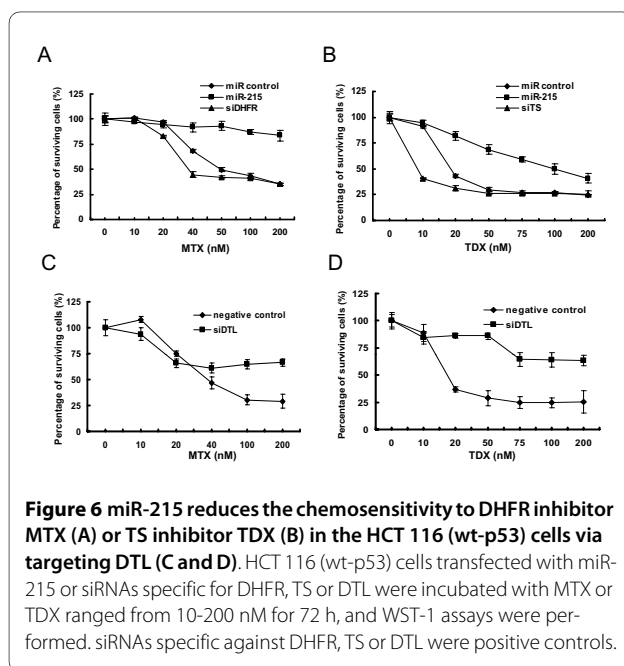 A
B
miR control
miR-215
siDHFR
Percentage of surviving cells (%)
125
100
75
50
25
0
0 10 20 40 50 100 200
MTX (nM)
miR control
miR-215
siTS
Percentage of surviving cells (%)
125
100
75
50
25
0
0 10 20 50 75 100 200
TDX (nM)
C
D
negative control
siDTL
Percentage of surviving cells (%)
125
100
75
50
25
0
0 10 20 40 100 200
MTX (nM)
negative control
siDTL
Percentage of surviving cells (%)
125
100
75
50
25
0
0 10 20 50 75 100 200
TDX (nM)
Figure 6 miR-215 reduces the chemosensitivity to DHFR inhibitor
MTX (A) or TS inhibitor TDX (B) in the HCT 116 (wt-p53) cells via
targeting DTL (C and D). HCT 116 (wt-p53) cells transfected with miR-
215 or siRNAs specific for DHFR, TS or DTL were incubated with MTX or
TDX ranged from 10-200 nM for 72 h, and WST-1 assays were per-
formed. siRNAs specific against DHFR, TS or DTL were positive controls.